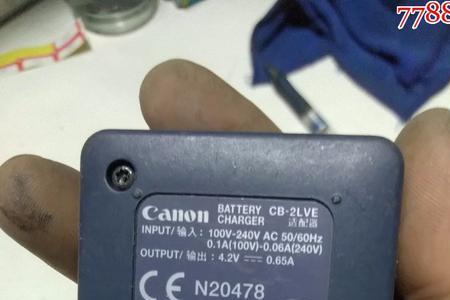 7788
Canon BATTERY CHARGER CB-2LVE
适配器
INPUT/输入: 100V-240V AC 50/60Hz
0.1A(100V)-0.06A(240V)
OUTPUT/输出: 4.2V ⎓ 0.65A
CE N20478